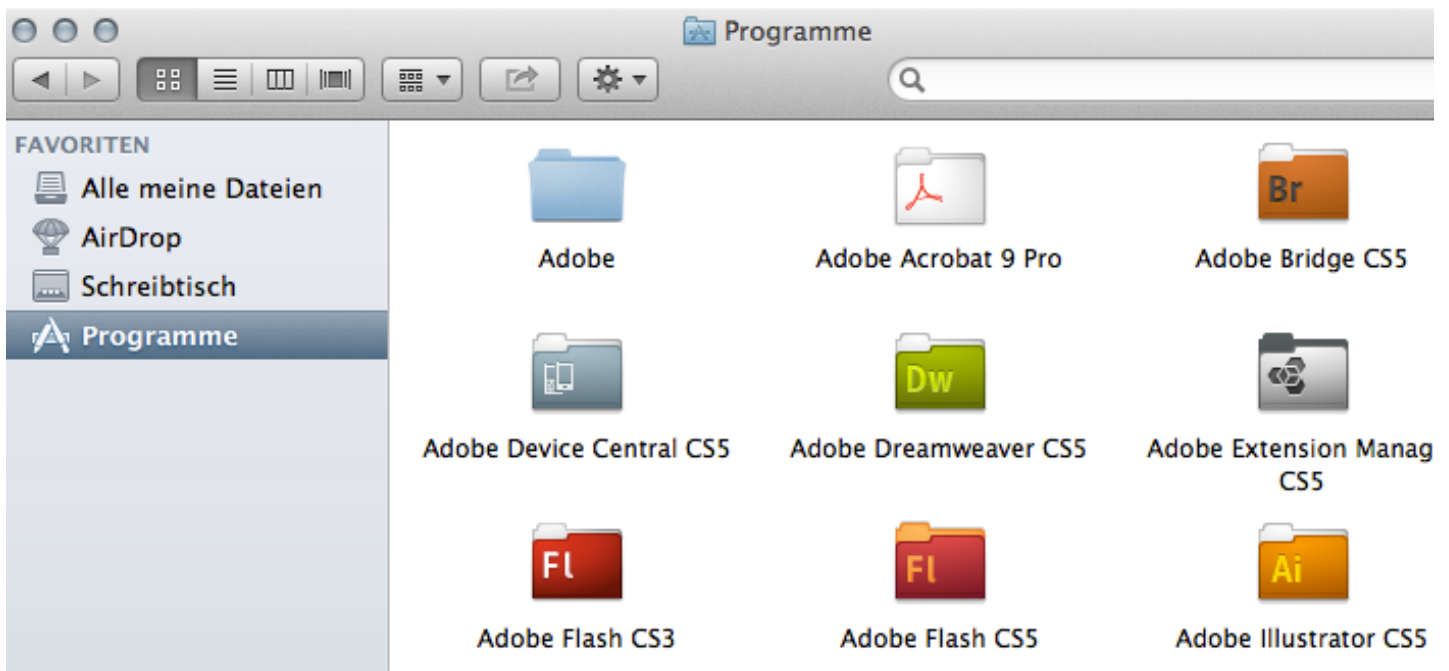 Programme
FAVORITEN
Alle meine Dateien
AirDrop
Schreibtisch
Programme
Adobe
Adobe Acrobat 9 Pro
Br
Adobe Bridge CS5
Adobe Device Central CS5
Dw
Adobe Dreamweaver CS5
Adobe Extension Manag
CS5
Fl
Adobe Flash CS3
Fl
Adobe Flash CS5
Ai
Adobe Illustrator CS5